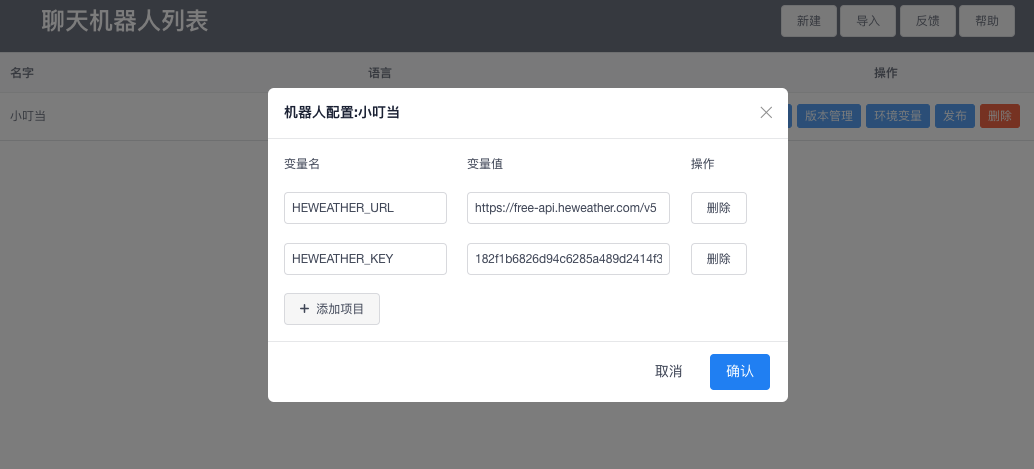 聊天机器人列表
新建 导入 反馈 帮助
名字 语言 操作
小叮当 版本管理 环境变量 发布 删除
机器人配置:小叮当
变量名 变量值 操作
HEWEATHER_URL https://free-api.heweather.com/v5 删除
HEWEATHER_KEY 182f1b6826d94c6285a489d2414f3 删除
+ 添加项目
取消 确认